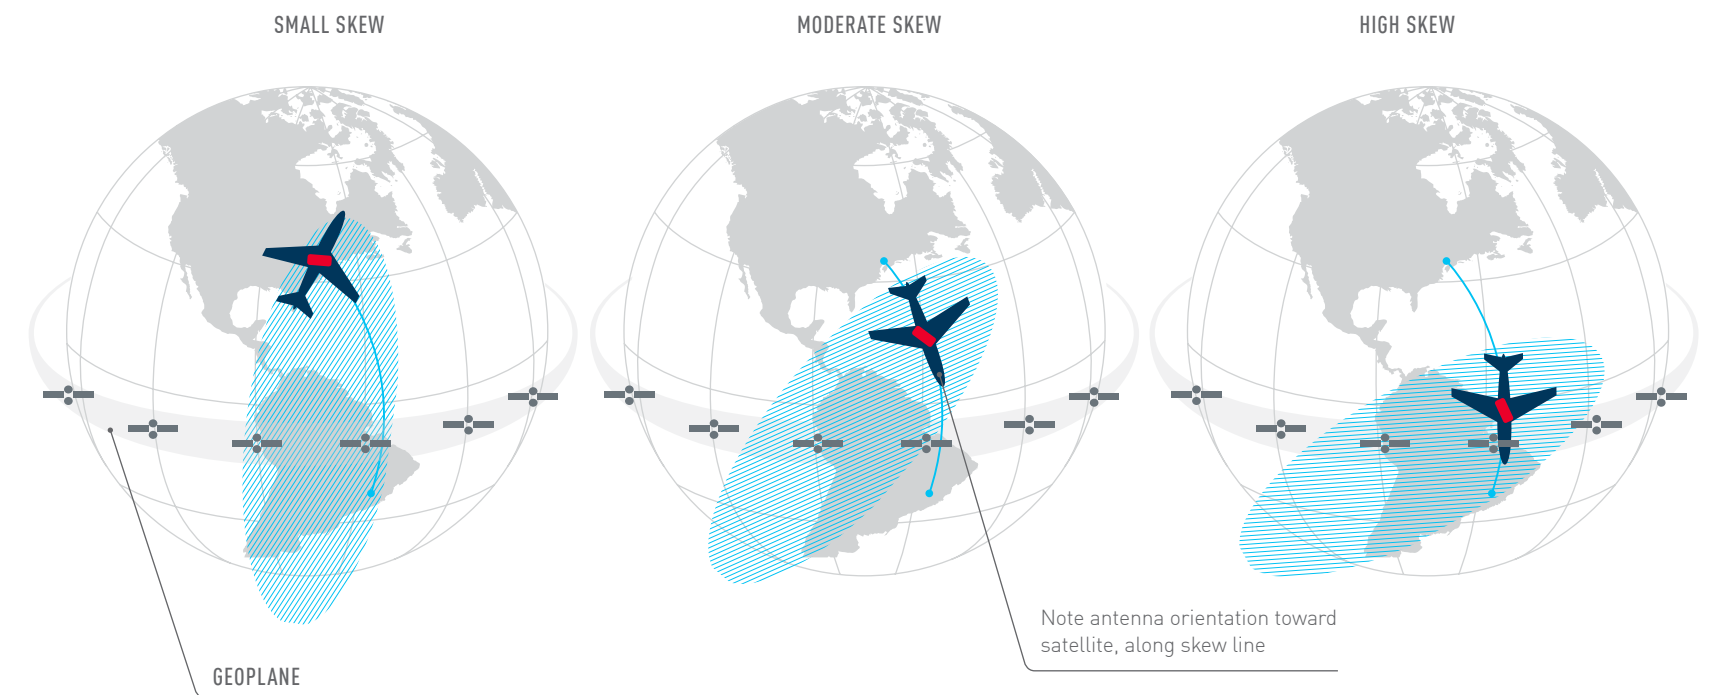 SMALL SKEW
MODERATE SKEW
HIGH SKEW
Note antenna orientation toward
satellite, along skew line
GEOPLANE